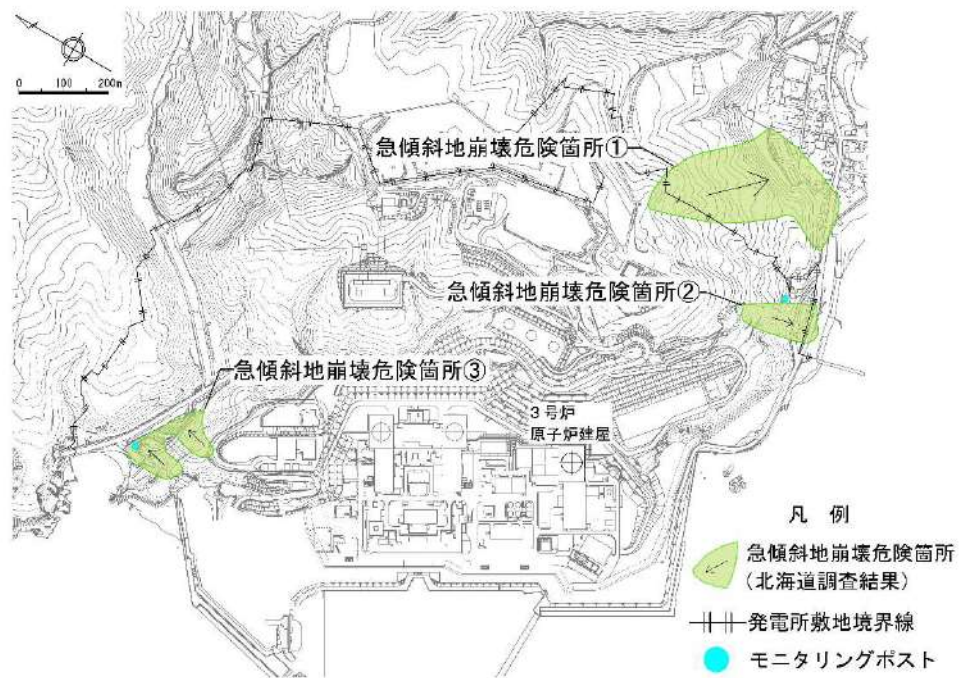 0 100 200m
急傾斜地崩壊危険箇所①
急傾斜地崩壊危険箇所②
急傾斜地崩壊危険箇所③
3号炉
原子炉建屋
凡 例
急傾斜地崩壊危険箇所
(北海道調査結果)
発電所敷地境界線
モニタリングポスト